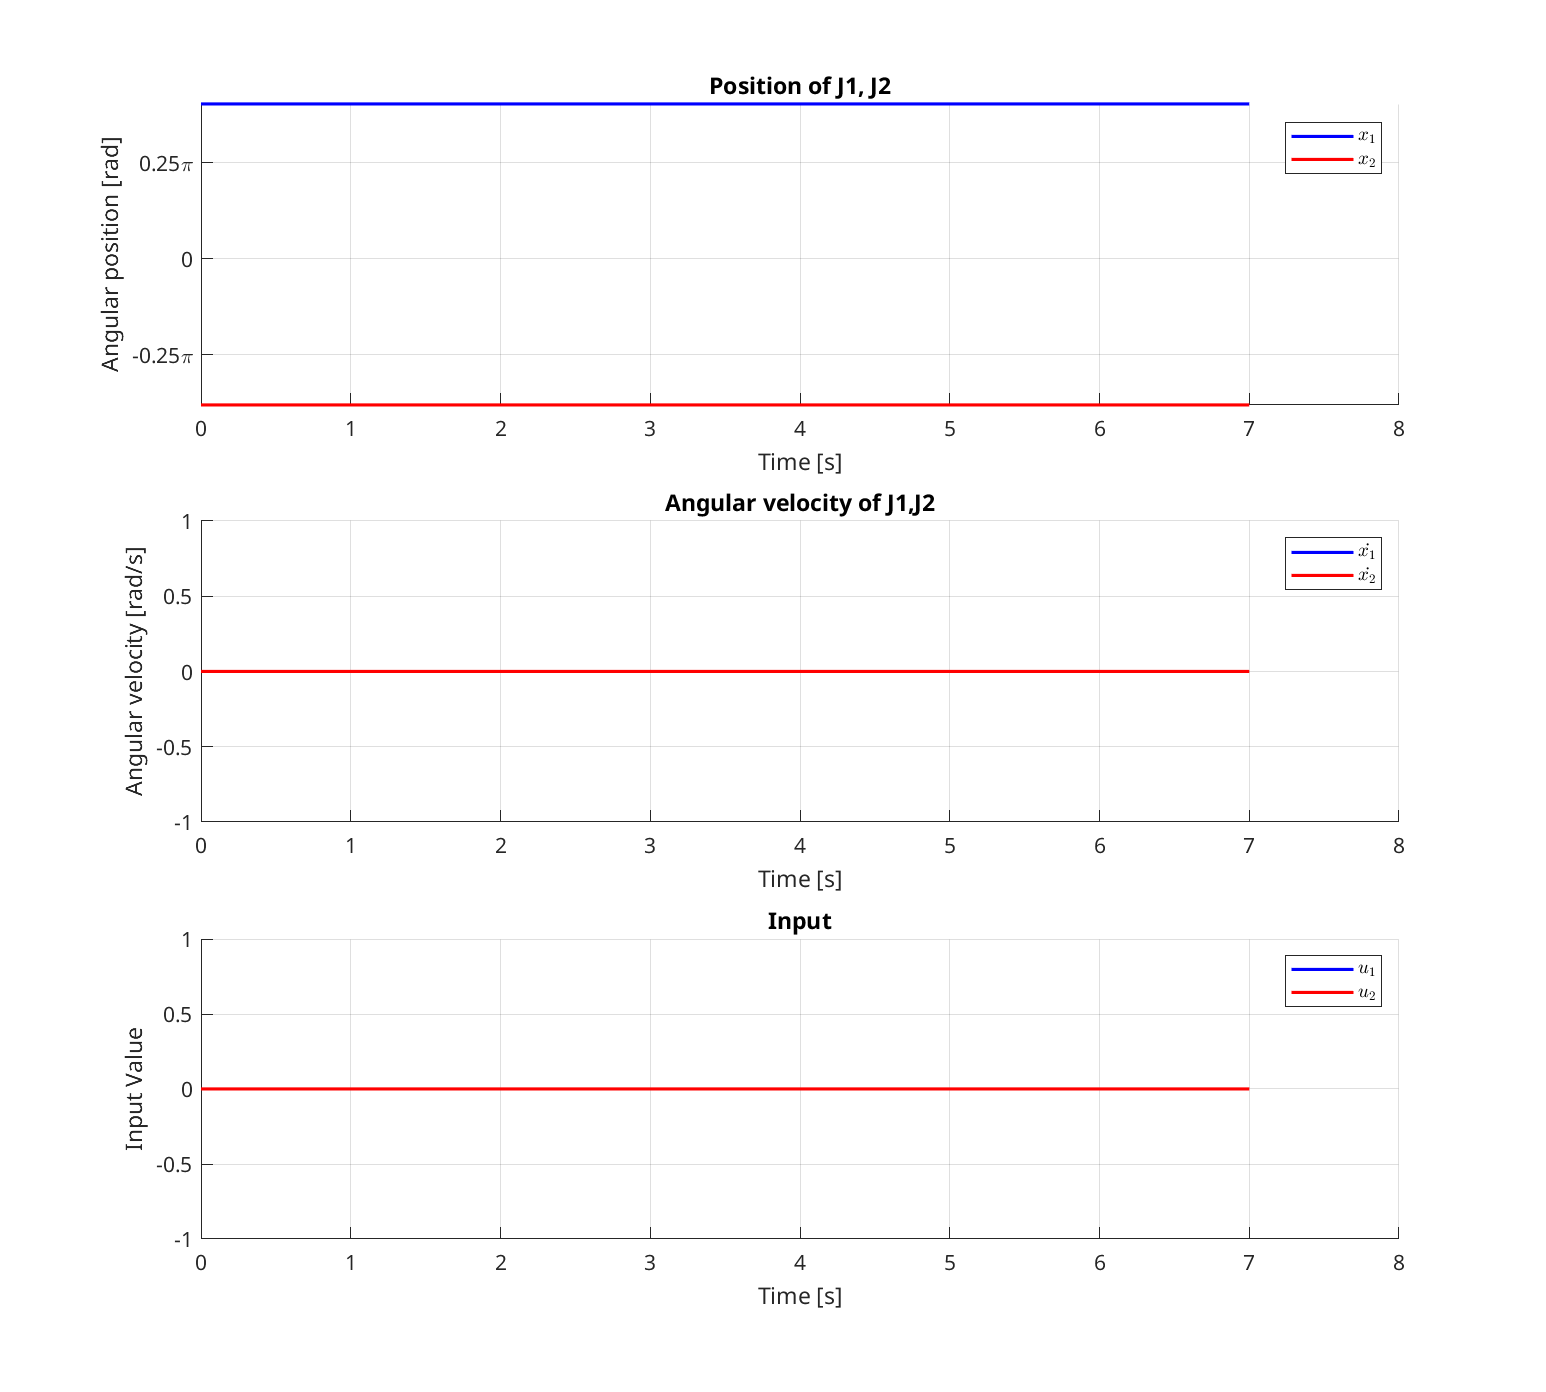 Position of J1, J2
Angular position [rad]
0.25π
0
-0.25π
x₁
x₂
0 1 2 3 4 5 6 7 8
Time [s]
Angular velocity of J1,J2
Angular velocity [rad/s]
1
0.5
0
-0.5
-1
ẋ₁
ẋ₂
0 1 2 3 4 5 6 7 8
Time [s]
Input
Input Value
1
0.5
0
-0.5
-1
u₁
u₂
0 1 2 3 4 5 6 7 8
Time [s]